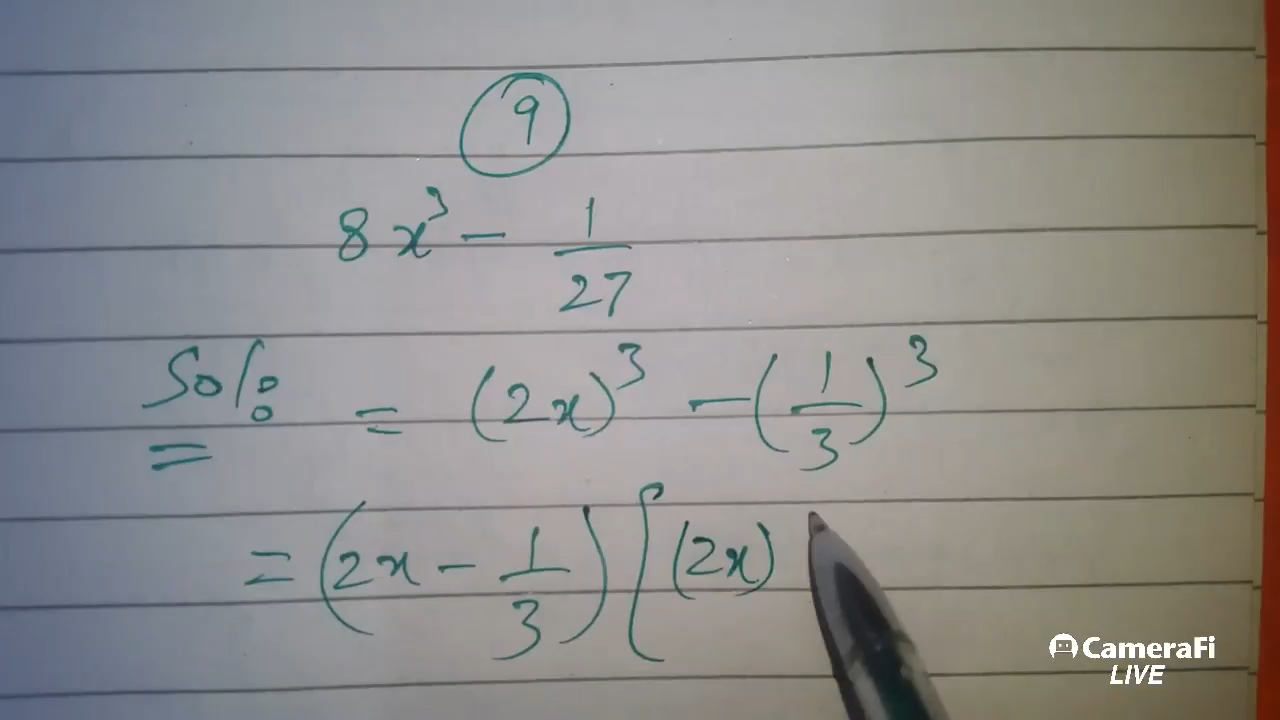 9
8x³ - 1/27
Sol: = (2x)³ - (1/3)³
= (2x - 1/3) [(2x)
CameraFi
LIVE